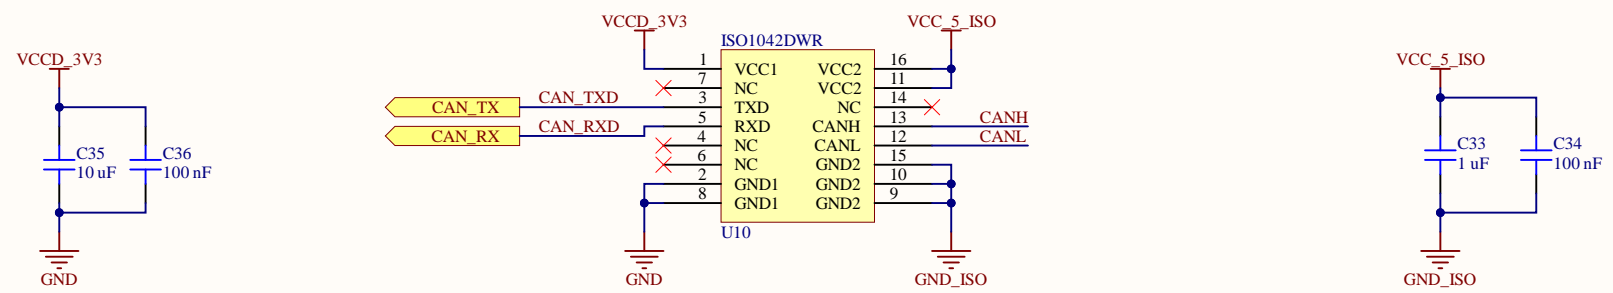 VCCD_3V3
C35
10 uF
C36
100 nF
GND
VCCD_3V3
VCC_5_ISO
ISO1042DWR
1 VCC1 VCC2 16
7 NC VCC2 11
CAN_TX CAN_TXD 3 TXD NC 14
CAN_RX CAN_RXD 5 RXD CANH 13 CANH
4 NC CANL 12 CANL
6 NC GND2 15
2 GND1 GND2 10
8 GND1 GND2 9
U10
GND
GND_ISO
VCC_5_ISO
C33
1 uF
C34
100 nF
GND_ISO